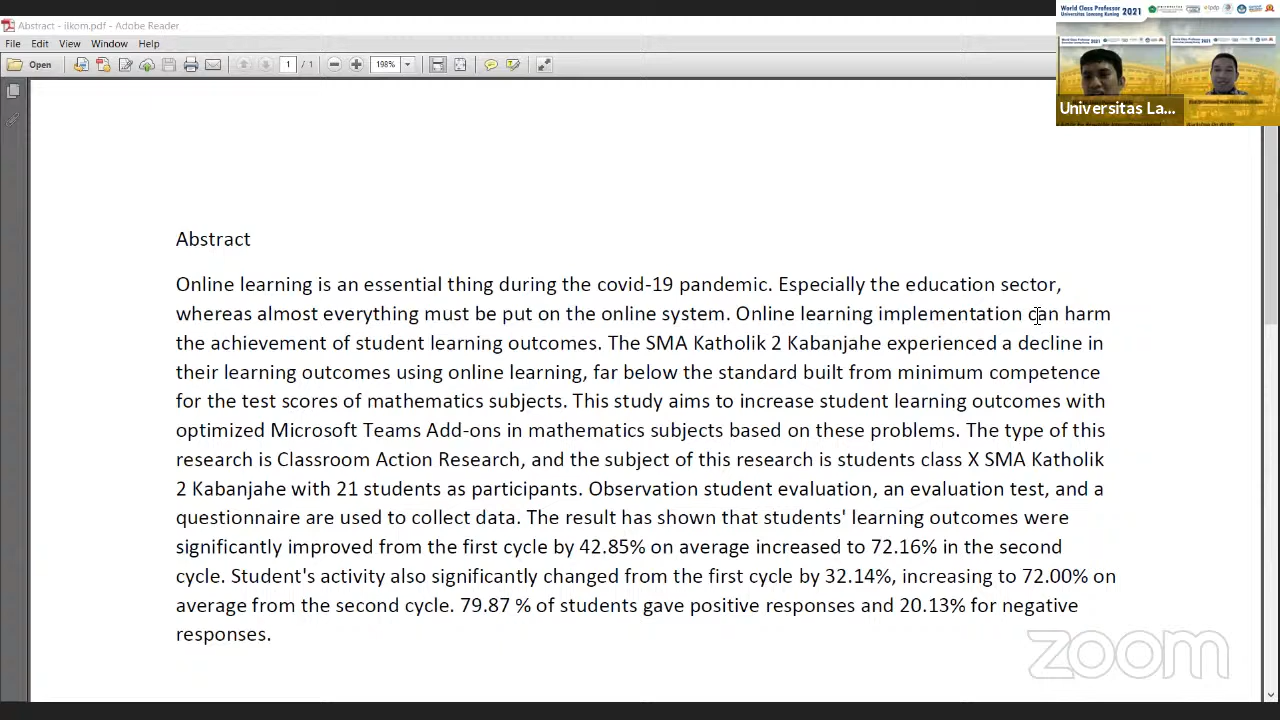 Abstract - ilkom.pdf - Adobe Reader
File Edit View Window Help
Open 1 / 1 198%
World Class Professor
Universitas Lancang Kuning 2021
Universitas La...
Abstract
Online learning is an essential thing during the covid-19 pandemic. Especially the education sector,
whereas almost everything must be put on the online system. Online learning implementation can harm
the achievement of student learning outcomes. The SMA Katholik 2 Kabanjahe experienced a decline in
their learning outcomes using online learning, far below the standard built from minimum competence
for the test scores of mathematics subjects. This study aims to increase student learning outcomes with
optimized Microsoft Teams Add-ons in mathematics subjects based on these problems. The type of this
research is Classroom Action Research, and the subject of this research is students class X SMA Katholik
2 Kabanjahe with 21 students as participants. Observation student evaluation, an evaluation test, and a
questionnaire are used to collect data. The result has shown that students' learning outcomes were
significantly improved from the first cycle by 42.85% on average increased to 72.16% in the second
cycle. Student's activity also significantly changed from the first cycle by 32.14%, increasing to 72.00% on
average from the second cycle. 79.87 % of students gave positive responses and 20.13% for negative
responses.
zoom